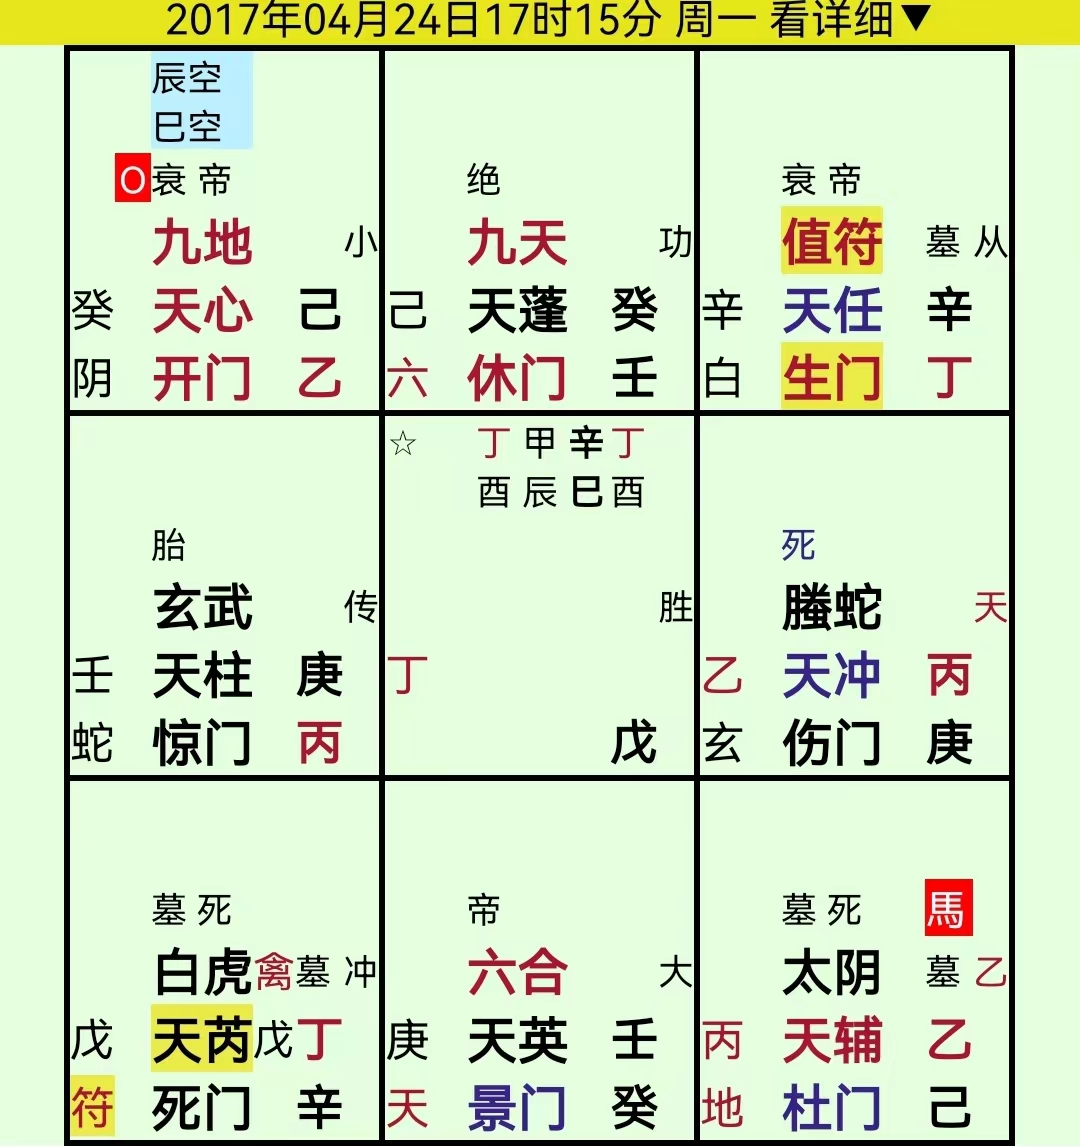 2017年04月24日17时15分 周一 看详细▼
辰空
巳空
O衰 帝
九地 小
癸 天心 己
阴 开门 乙
绝
九天 功
己 天蓬 癸
六 休门 壬
衰 帝
值符 墓 从
辛 天任 辛
白 生门 丁
胎
玄武 传
壬 天柱 庚
蛇 惊门 丙
☆ 丁 甲 辛 丁
酉 辰 巳 酉
胜
丁
戊
死
螣蛇 天
乙 天冲 丙
玄 伤门 庚
墓 死
白虎禽墓 冲
戊 天芮戊丁
符 死门 辛
帝
六合 大
庚 天英 壬
天 景门 癸
墓 死 馬
太阴 墓 乙
丙 天辅 乙
地 杜门 己